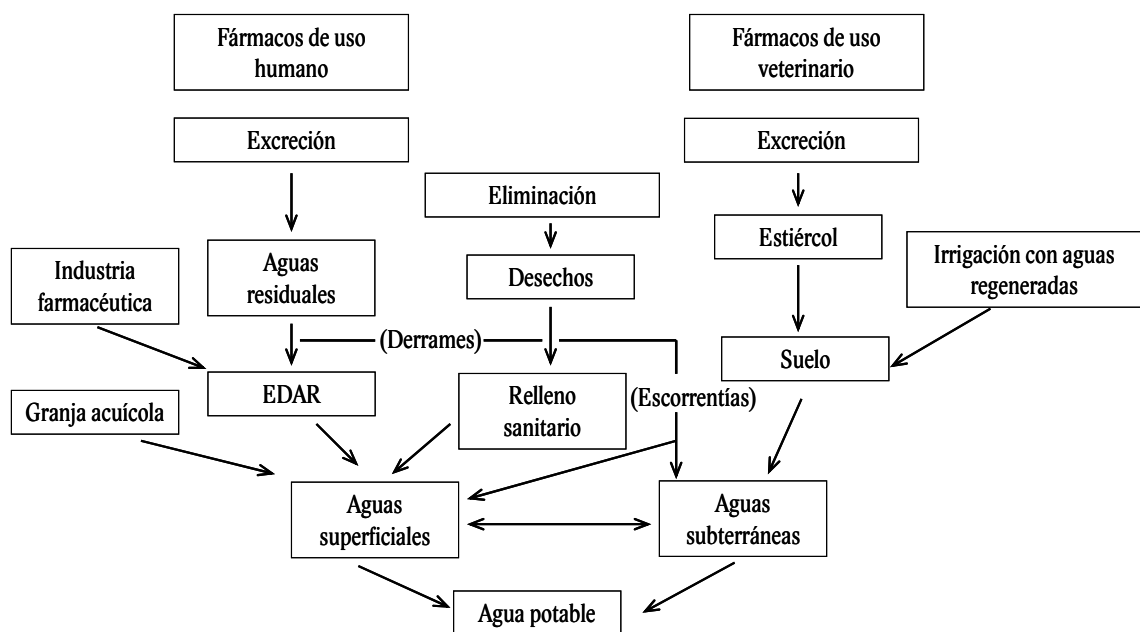 Fármacos de uso
humano
Fármacos de uso
veterinario
Excreción
Excreción
Eliminación
Estiércol
Industria
farmacéutica
Aguas
residuales
Desechos
Irrigación con aguas
regeneradas
(Derrames)
Suelo
EDAR
Granja acuícola
Relleno
sanitario
(Escorrentías)
Aguas
superficiales
Aguas
subterráneas
Agua potable